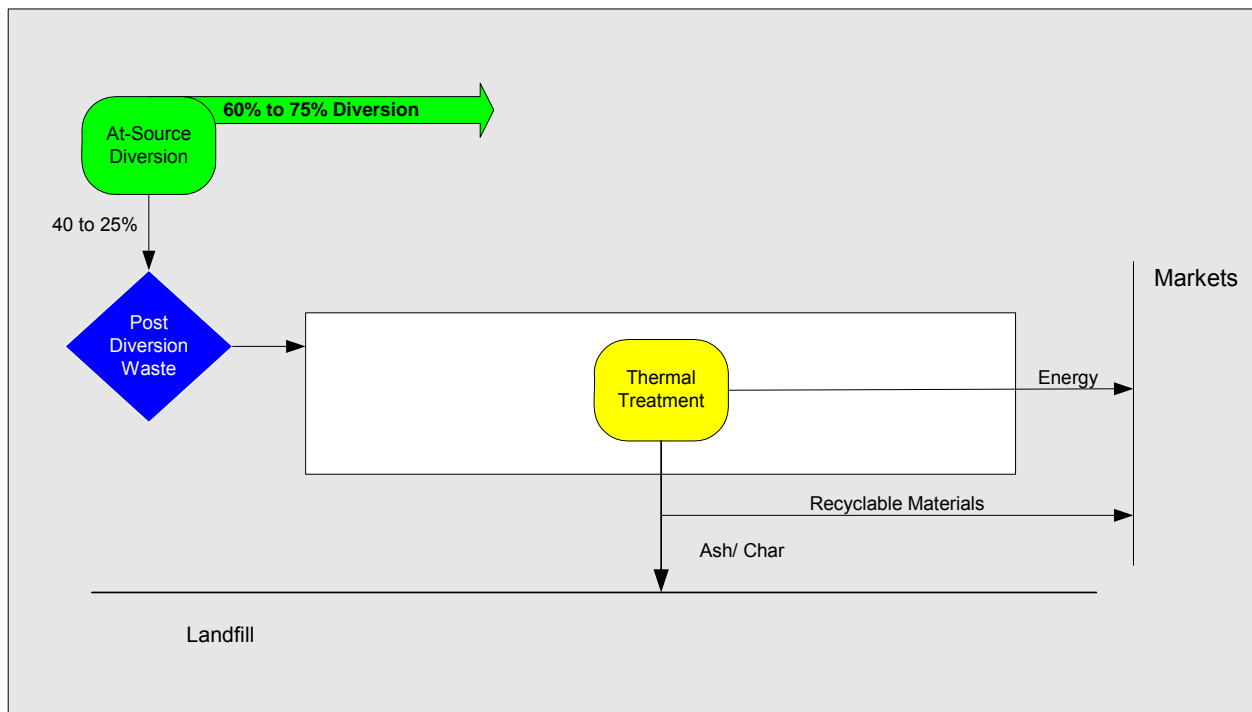 60% to 75% Diversion
At-Source
Diversion
40 to 25%
Markets
Post
Diversion
Waste
Thermal
Treatment
Energy
Recyclable Materials
Ash/ Char
Landfill